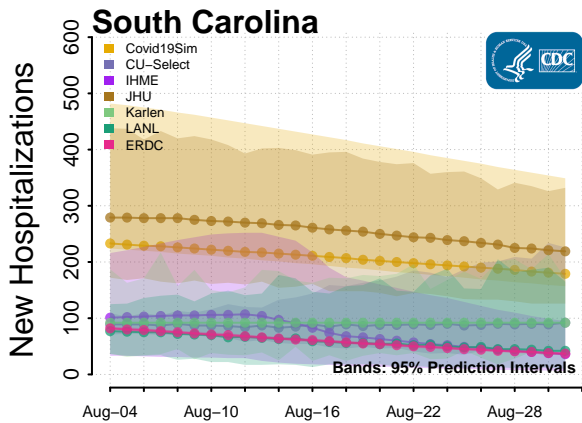 South Carolina
New Hospitalizations
600
500
400
300
200
100
0
Covid19Sim
CU−Select
IHME
JHU
Karlen
LANL
ERDC
CDC
Bands: 95% Prediction Intervals
Aug−04
Aug−10
Aug−16
Aug−22
Aug−28